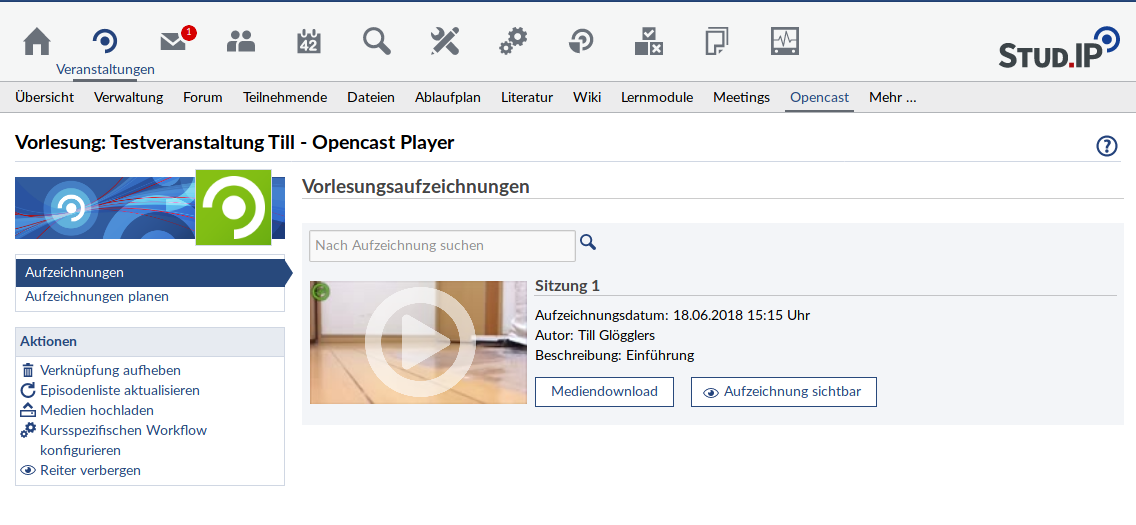 1
42
STUD.IP
Veranstaltungen
Übersicht Verwaltung Forum Teilnehmende Dateien Ablaufplan Literatur Wiki Lernmodule Meetings Opencast Mehr ...
Vorlesung: Testveranstaltung Till - Opencast Player
?
Aufzeichnungen
Aufzeichnungen planen
Aktionen
Verknüpfung aufheben
Episodenliste aktualisieren
Medien hochladen
Kursspezifischen Workflow
konfigurieren
Reiter verbergen
Vorlesungsaufzeichnungen
Nach Aufzeichnung suchen
Sitzung 1
Aufzeichnungsdatum: 18.06.2018 15:15 Uhr
Autor: Till Glögglers
Beschreibung: Einführung
Mediendownload Aufzeichnung sichtbar